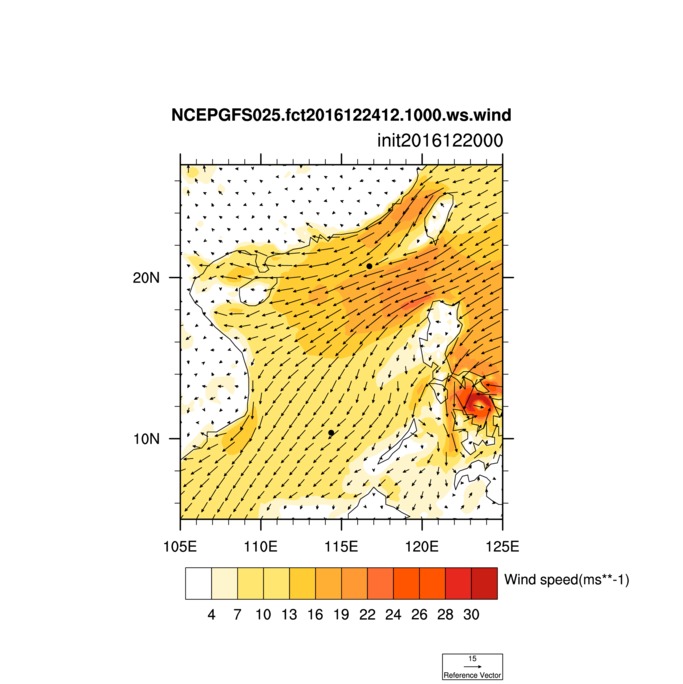 NCEPGFS025.fct2016122412.1000.ws.wind
init2016122000
20N
10N
105E 110E 115E 120E 125E
Wind speed(ms**-1)
4 7 10 13 16 19 22 24 26 28 30
15
Reference Vector